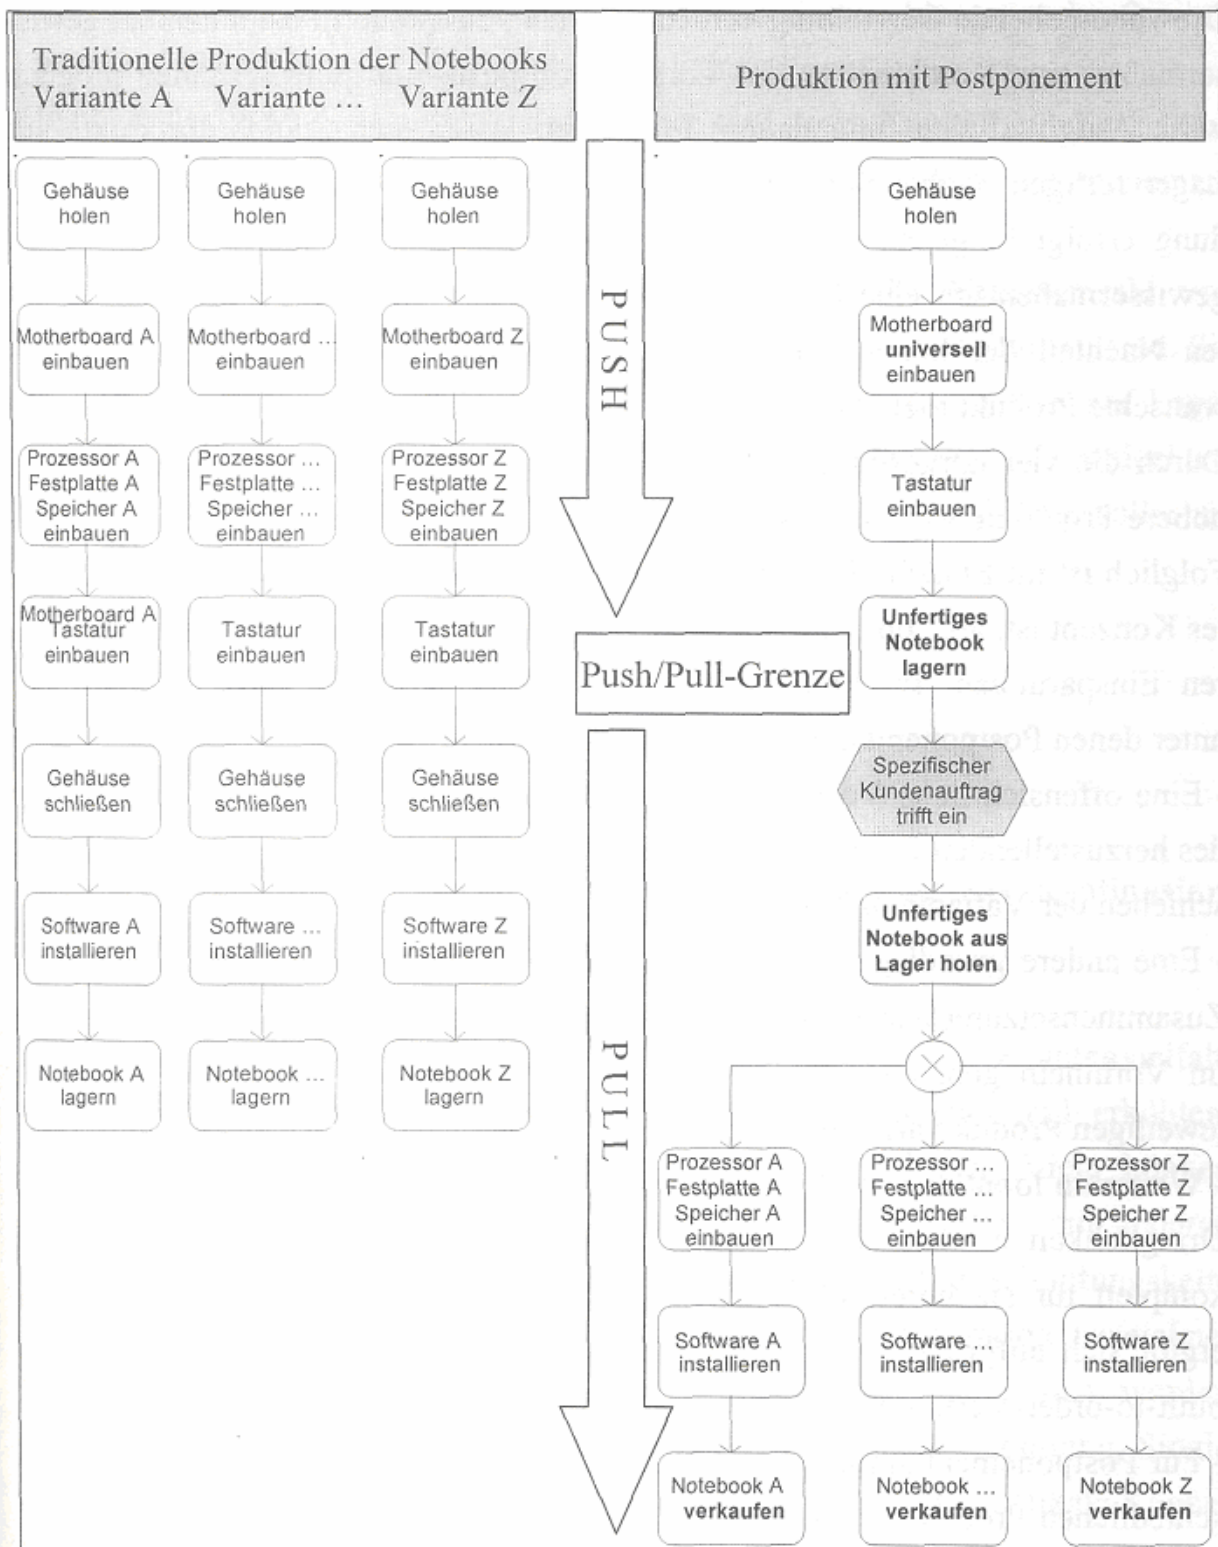 Traditionelle Produktion der Notebooks
Variante A Variante ... Variante Z
Gehäuse
holen
Motherboard A
einbauen
Prozessor A
Festplatte A
Speicher A
einbauen
Motherboard A
Tastatur
einbauen
Gehäuse
schließen
Software A
installieren
Notebook A
lagern
Gehäuse
holen
Motherboard ...
einbauen
Prozessor ...
Festplatte ...
Speicher ...
einbauen
Tastatur
einbauen
Gehäuse
schließen
Software ...
installieren
Notebook ...
lagern
Gehäuse
holen
Motherboard Z
einbauen
Prozessor Z
Festplatte Z
Speicher Z
einbauen
Tastatur
einbauen
Gehäuse
schließen
Software Z
installieren
Notebook Z
lagern
PUSH
Push/Pull-Grenze
PULL
Produktion mit Postponement
Gehäuse
holen
Motherboard
universell
einbauen
Tastatur
einbauen
Unfertiges
Notebook
lagern
Spezifischer
Kundenauftrag
trifft ein
Unfertiges
Notebook aus
Lager holen
Prozessor A
Festplatte A
Speicher A
einbauen
Software A
installieren
Notebook A
verkaufen
Prozessor ...
Festplatte ...
Speicher ...
einbauen
Software ...
installieren
Notebook ...
verkaufen
Prozessor Z
Festplatte Z
Speicher Z
einbauen
Software Z
installieren
Notebook Z
verkaufen